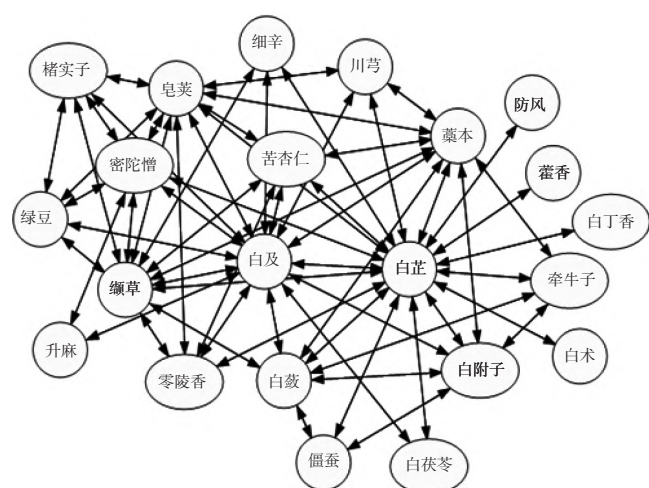 细辛
川芎
楮实子
皂荚
防风
藁本
密陀僧
苦杏仁
藿香
绿豆
白丁香
白及
白芷
缬草
牵牛子
升麻
零陵香
白蔹
白附子
白术
僵蚕
白茯苓